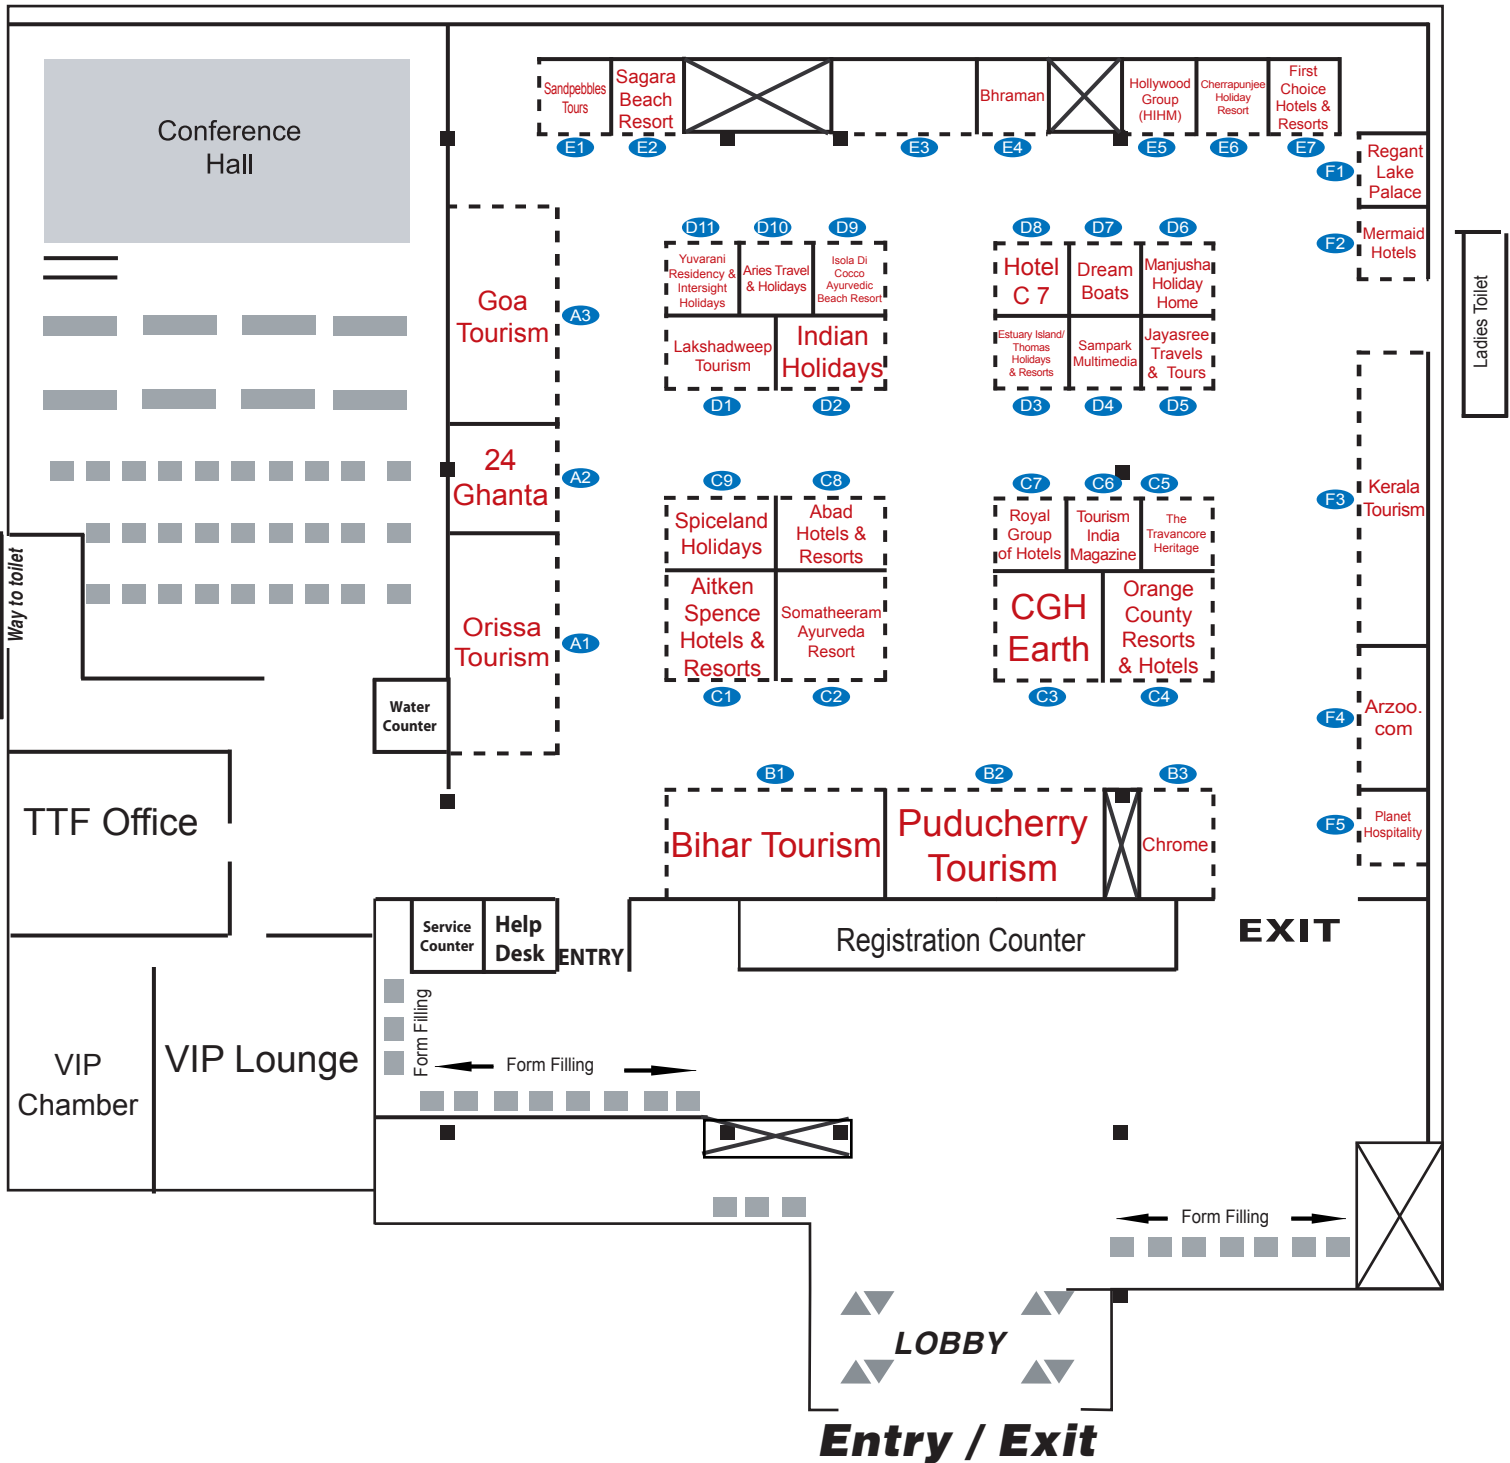 Conference
Hall
Sandpebbles
Tours
Sagara
Beach
Resort
Bhraman
Hollywood
Group
(HIHM)
Cherrapunjee
Holiday
Resort
First
Choice
Hotels &
Resorts
E1
E2
E3
E4
E5
E6
E7
F1
Regant
Lake
Palace
F2
Mermaid
Hotels
Ladies Toilet
D11
D10
D9
D8
D7
D6
Yuvarani
Residency &
Intersight
Holidays
Aries Travel
& Holidays
Isola Di
Cocco
Ayurvedic
Beach Resort
Hotel
C 7
Dream
Boats
Manjusha
Holiday
Home
Goa
Tourism
A3
Lakshadweep
Tourism
Indian
Holidays
Estuary Island/
Thomas
Holidays
& Resorts
Sampark
Multimedia
Jayasree
Travels
& Tours
D1
D2
D3
D4
D5
24
Ghanta
A2
C9
C8
C7
C6
C5
F3
Kerala
Tourism
Spiceland
Holidays
Abad
Hotels &
Resorts
Royal
Group
of Hotels
Tourism
India
Magazine
The
Travancore
Heritage
Way to toilet
Orissa
Tourism
A1
Aitken
Spence
Hotels &
Resorts
Somatheeram
Ayurveda
Resort
CGH
Earth
Orange
County
Resorts
& Hotels
C1
C2
C3
C4
Water
Counter
F4
Arzoo.
com
B1
B2
B3
TTF Office
Bihar Tourism
Puducherry
Tourism
Chrome
F5
Planet
Hospitality
Service
Counter
Help
Desk
ENTRY
Registration Counter
EXIT
VIP
Chamber
VIP Lounge
Form Filling
Form Filling
Form Filling
LOBBY
Entry / Exit